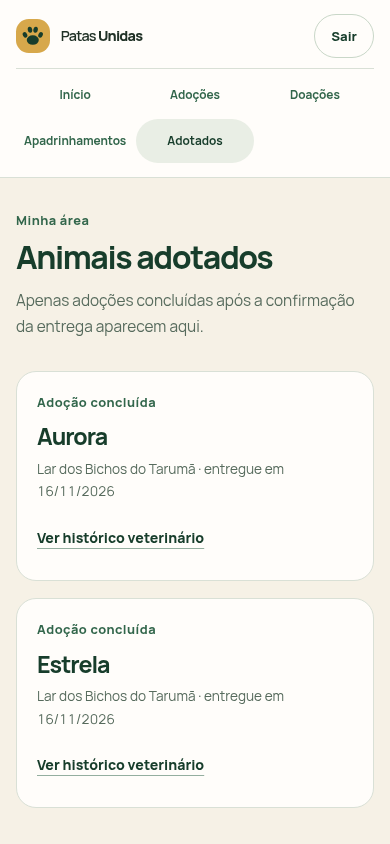 Patas Unidas
Sair
Início
Adoções
Doações
Apadrinhamentos
Adotados
Minha área
Animais adotados
Apenas adoções concluídas após a confirmação
da entrega aparecem aqui.
Adoção concluída
Aurora
Lar dos Bichos do Tarumã · entregue em
16/11/2026
Ver histórico veterinário
Adoção concluída
Estrela
Lar dos Bichos do Tarumã · entregue em
16/11/2026
Ver histórico veterinário